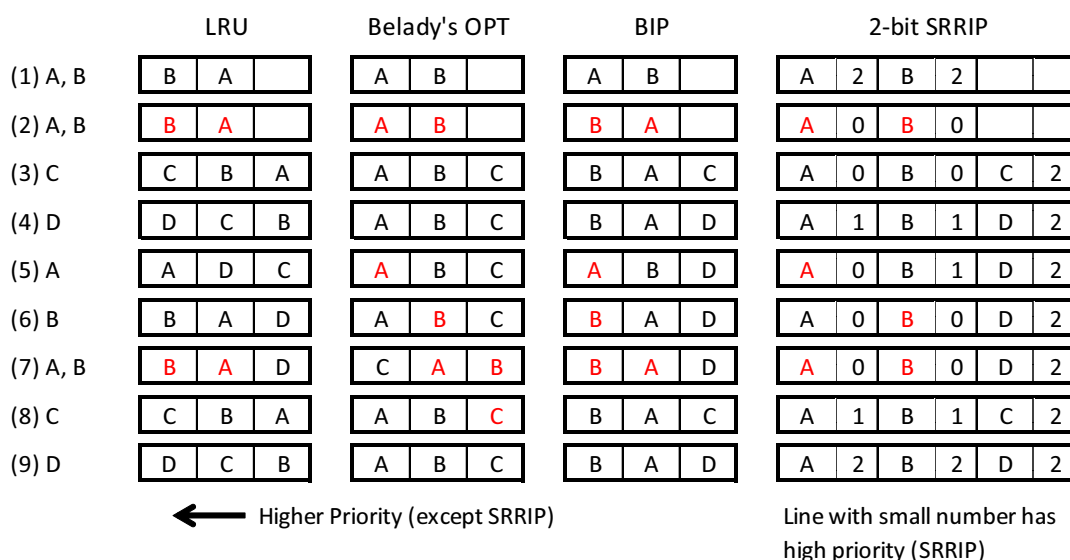 LRU Belady's OPT BIP 2-bit SRRIP
(1) A, B B A A B A B A 2 B 2
(2) A, B B A A B B A A 0 B 0
(3) C C B A A B C B A C A 0 B 0 C 2
(4) D D C B A B C B A D A 1 B 1 D 2
(5) A A D C A B C A B D A 0 B 1 D 2
(6) B B A D A B C B A D A 0 B 0 D 2
(7) A, B B A D C A B B A D A 0 B 0 D 2
(8) C C B A A B C B A C A 1 B 1 C 2
(9) D D C B A B C B A D A 2 B 2 D 2
Higher Priority (except SRRIP) Line with small number has
high priority (SRRIP)